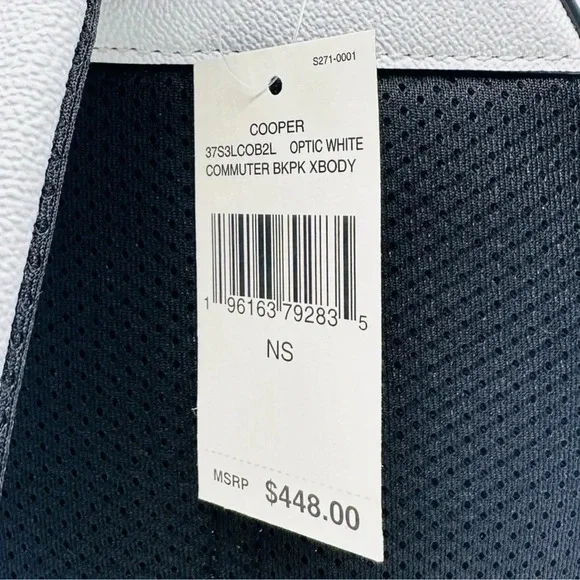 S271-0001
COOPER
37S3LCOB2L OPTIC WHITE
COMMUTER BKPK XBODY
1 96163 79283 5
NS
MSRP $448.00